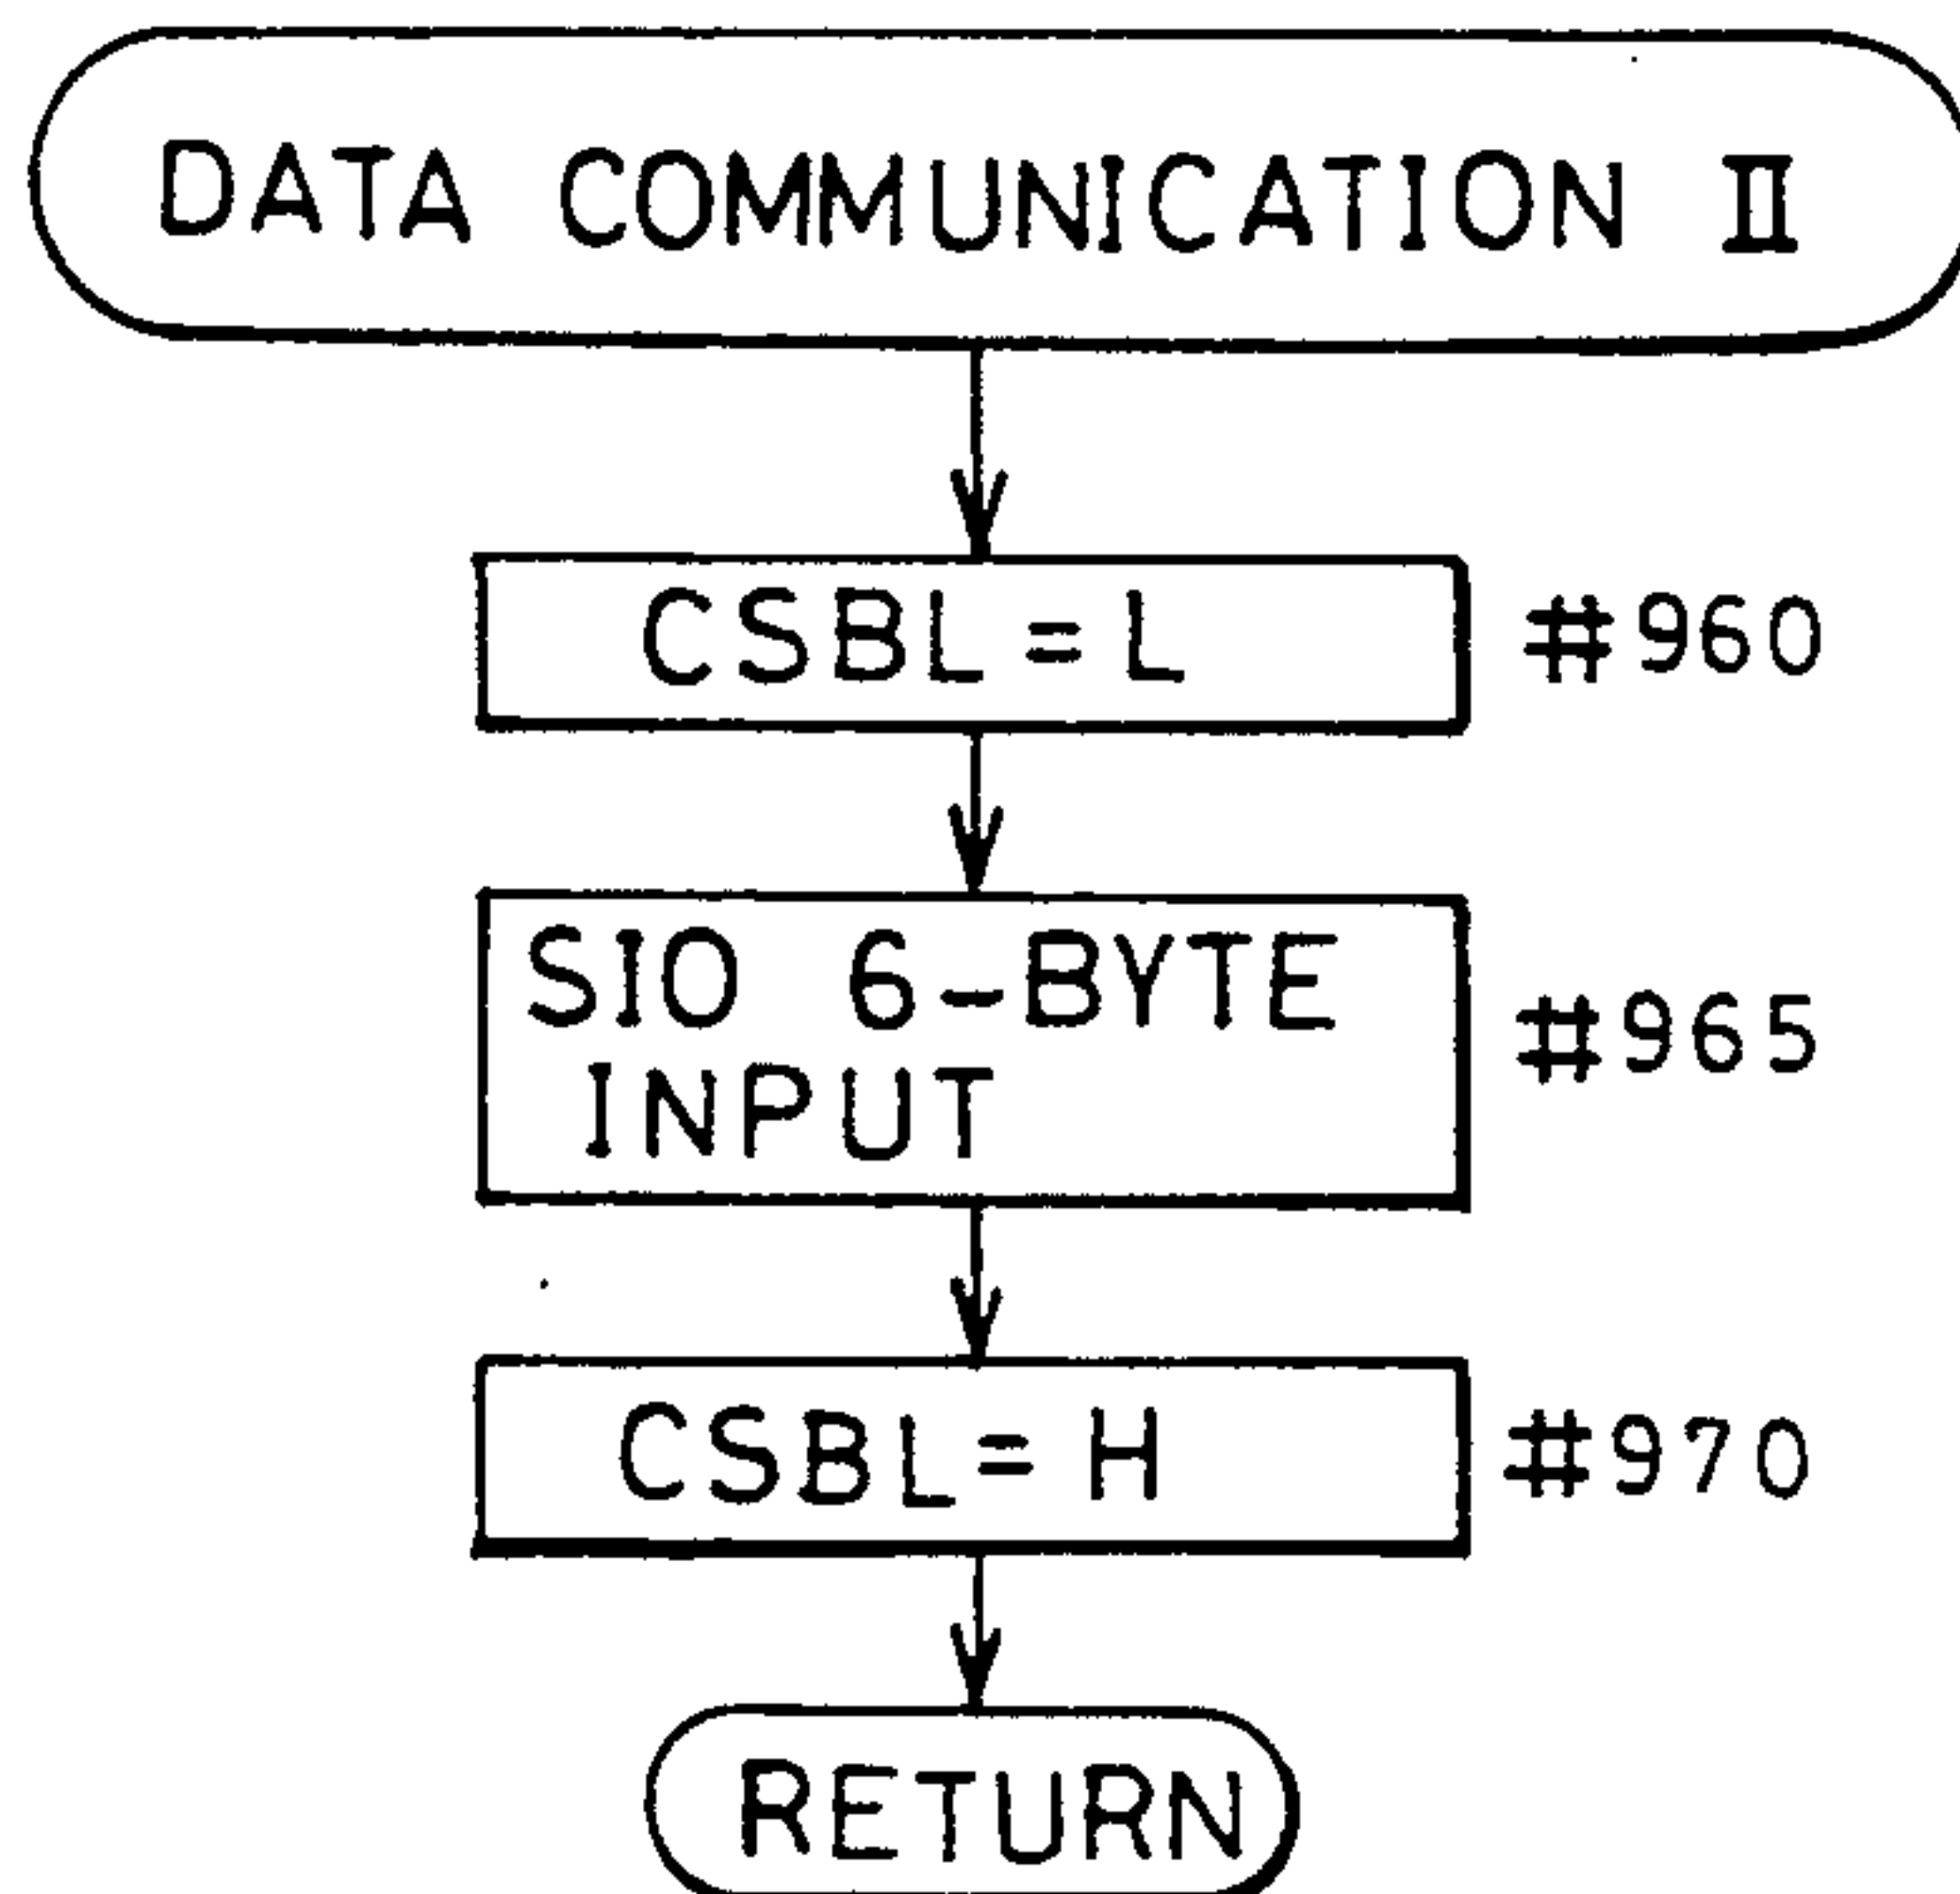 DATA COMMUNICATION II
CSBL=L #960
SIO 6-BYTE
INPUT
#965
CSBL=H #970
RETURN